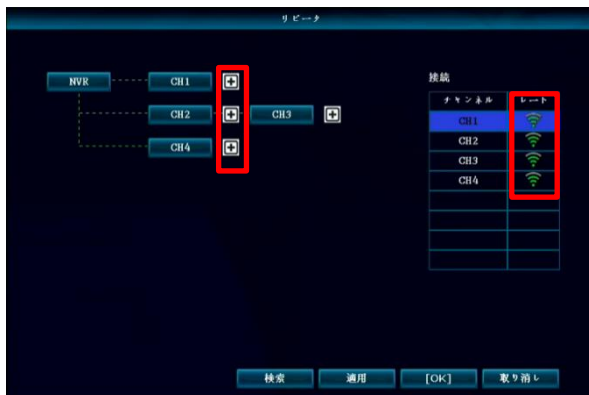 リピータ
NVR CH1
CH2 CH3
CH4
接続
チャンネル レート
CH1
CH2
CH3
CH4
検索 適用 [OK] 取り消し